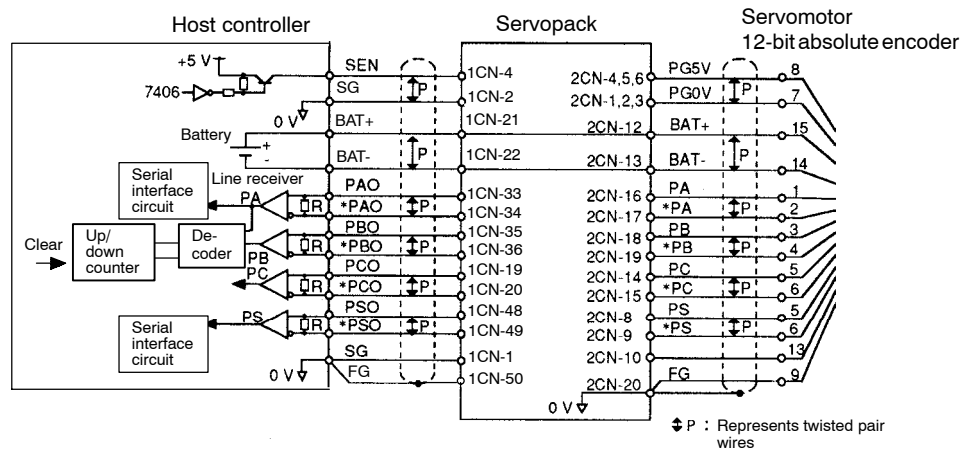 Host controller
Servopack
Servomotor
12-bit absolute encoder
+5 V
7406
0 V
SEN
SG
P
1CN-4
1CN-2
2CN-4,5,6
2CN-1,2,3
PG5V
PG0V
P
8
7
Battery
+
-
BAT+
BAT-
P
1CN-21
1CN-22
2CN-12
2CN-13
BAT+
BAT-
P
15
14
Serial
interface
circuit
Line receiver
PA
R
PAO
*PAO
P
1CN-33
1CN-34
2CN-16
2CN-17
PA
*PA
P
1
2
Clear
Up/
down
counter
De-
coder
PB
R
PBO
*PBO
P
1CN-35
1CN-36
2CN-18
2CN-19
PB
*PB
P
3
4
PC
R
PCO
*PCO
P
1CN-19
1CN-20
2CN-14
2CN-15
PC
*PC
P
5
6
Serial
interface
circuit
PS
R
PSO
*PSO
P
1CN-48
1CN-49
2CN-8
2CN-9
PS
*PS
P
5
6
0 V
SG
FG
1CN-1
1CN-50
2CN-10
2CN-20
0 V
FG
13
9
P : Represents twisted pair
wires